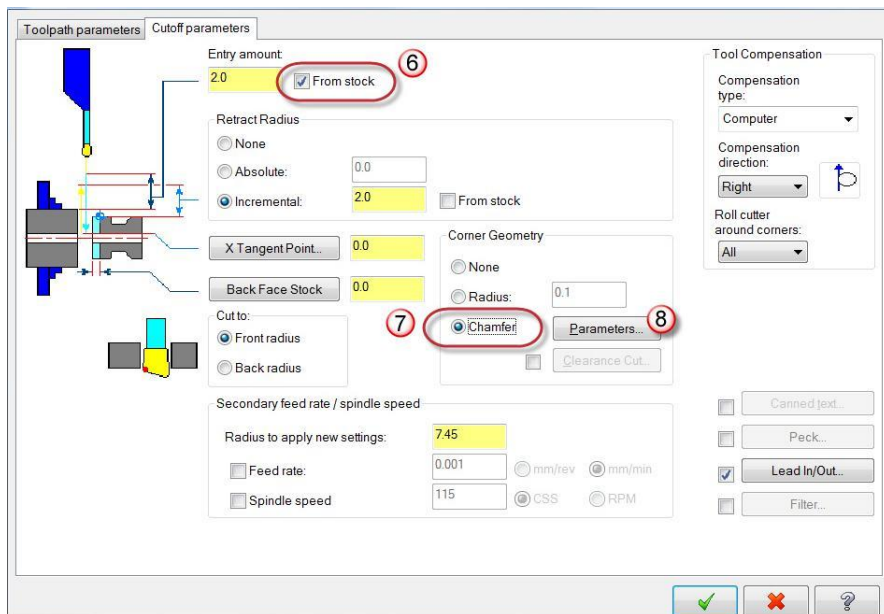 Toolpath parameters Cutoff parameters
Entry amount:
2.0 From stock 6
Retract Radius
None
Absolute: 0.0
Incremental: 2.0 From stock
X Tangent Point... 0.0
Back Face Stock 0.0
Cut to:
Front radius
Back radius
Corner Geometry
None
Radius: 0.1
7 Chamfer Parameters... 8
Clearance Cut...
Secondary feed rate / spindle speed
Radius to apply new settings: 7.45
Feed rate: 0.001 mm/rev mm/min
Spindle speed 115 CSS RPM
Tool Compensation
Compensation
type:
Computer
Compensation
direction:
Right
Roll cutter
around corners:
All
Canned text...
Peck...
Lead In/Out...
Filter...
?